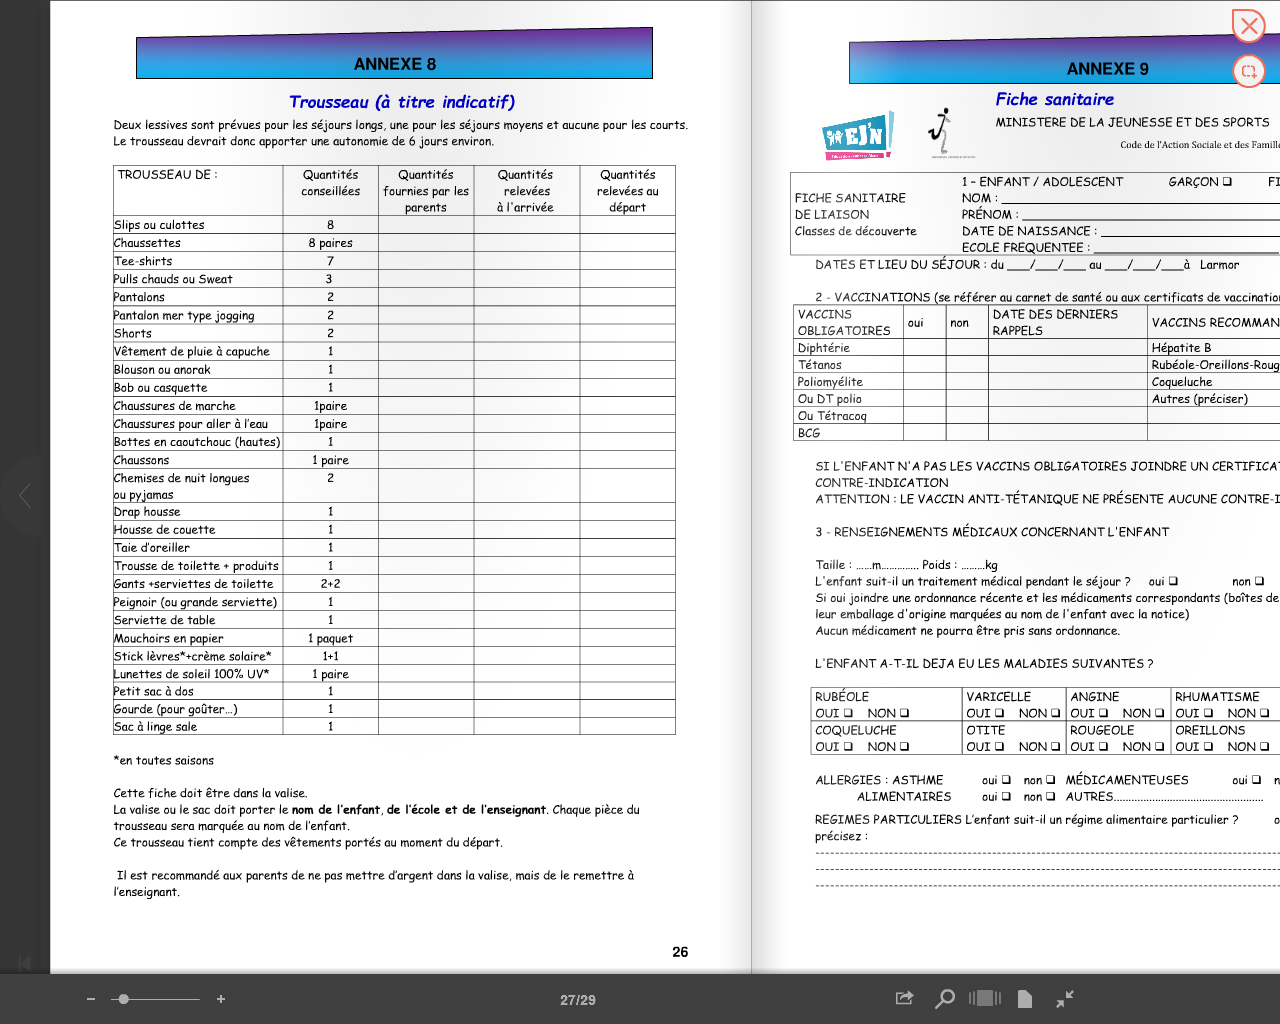 ANNEXE 8
Trousseau (à titre indicatif)
Deux lessives sont prévues pour les séjours longs, une pour les séjours moyens et aucune pour les courts.
Le trousseau devrait donc apporter une autonomie de 6 jours environ.
TROUSSEAU DE : Quantités conseillées Quantités fournies par les parents Quantités relevées à l'arrivée Quantités relevées au départ
Slips ou culottes 8
Chaussettes 8 paires
Tee-shirts 7
Pulls chauds ou Sweat 3
Pantalons 2
Pantalon mer type jogging 2
Shorts 2
Vêtement de pluie à capuche 1
Blouson ou anorak 1
Bob ou casquette 1
Chaussures de marche 1paire
Chaussures pour aller à l'eau 1paire
Bottes en caoutchouc (hautes) 1
Chaussons 1 paire
Chemises de nuit longues 2
ou pyjamas
Drap housse 1
Housse de couette 1
Taie d'oreiller 1
Trousse de toilette + produits 1
Gants +serviettes de toilette 2+2
Peignoir (ou grande serviette) 1
Serviette de table 1
Mouchoirs en papier 1 paquet
Stick lèvres*+crème solaire* 1+1
Lunettes de soleil 100% UV* 1 paire
Petit sac à dos 1
Gourde (pour goûter...) 1
Sac à linge sale 1
*en toutes saisons
Cette fiche doit être dans la valise.
La valise ou le sac doit porter le nom de l'enfant, de l'école et de l'enseignant. Chaque pièce du
trousseau sera marquée au nom de l'enfant.
Ce trousseau tient compte des vêtements portés au moment du départ.
Il est recommandé aux parents de ne pas mettre d'argent dans la valise, mais de le remettre à
l'enseignant.
26
ANNEXE 9
Fiche sanitaire
EJN
MINISTERE DE LA JEUNESSE ET DES SPORTS
Code de l'Action Sociale et des Famill
FICHE SANITAIRE
DE LIAISON
Classes de découverte
1 – ENFANT / ADOLESCENT GARÇON ❑ FI
NOM : ____
PRÉNOM : ____
DATE DE NAISSANCE : ____
ECOLE FREQUENTEE : ____
DATES ET LIEU DU SÉJOUR : du ___/___/___ au ___/___/___à Larmor
2 - VACCINATIONS (se référer au carnet de santé ou aux certificats de vaccination
VACCINS OBLIGATOIRES oui non DATE DES DERNIERS RAPPELS VACCINS RECOMMAN
Diphtérie Hépatite B
Tétanos Rubéole-Oreillons-Roug
Poliomyélite Coqueluche
Ou DT polio Autres (préciser)
Ou Tétracoq
BCG
SI L'ENFANT N'A PAS LES VACCINS OBLIGATOIRES JOINDRE UN CERTIFICAT
CONTRE-INDICATION
ATTENTION : LE VACCIN ANTI-TÉTANIQUE NE PRÉSENTE AUCUNE CONTRE-I
3 - RENSEIGNEMENTS MÉDICAUX CONCERNANT L'ENFANT
Taille : ......m.............. Poids : .........kg
L'enfant suit-il un traitement médical pendant le séjour ? oui ❑ non ❑
Si oui joindre une ordonnance récente et les médicaments correspondants (boîtes de
leur emballage d'origine marquées au nom de l'enfant avec la notice)
Aucun médicament ne pourra être pris sans ordonnance.
L'ENFANT A-T-IL DEJA EU LES MALADIES SUIVANTES ?
RUBÉOLE VARICELLE ANGINE RHUMATISME
OUI ❑ NON ❑ OUI ❑ NON ❑ OUI ❑ NON ❑ OUI ❑ NON ❑
COQUELUCHE OTITE ROUGEOLE OREILLONS
OUI ❑ NON ❑ OUI ❑ NON ❑ OUI ❑ NON ❑ OUI ❑ NON ❑
ALLERGIES : ASTHME oui ❑ non ❑ MÉDICAMENTEUSES oui ❑ n
ALIMENTAIRES oui ❑ non ❑ AUTRES..................................................
REGIMES PARTICULIERS L'enfant suit-il un régime alimentaire particulier ? o
précisez :
27/29